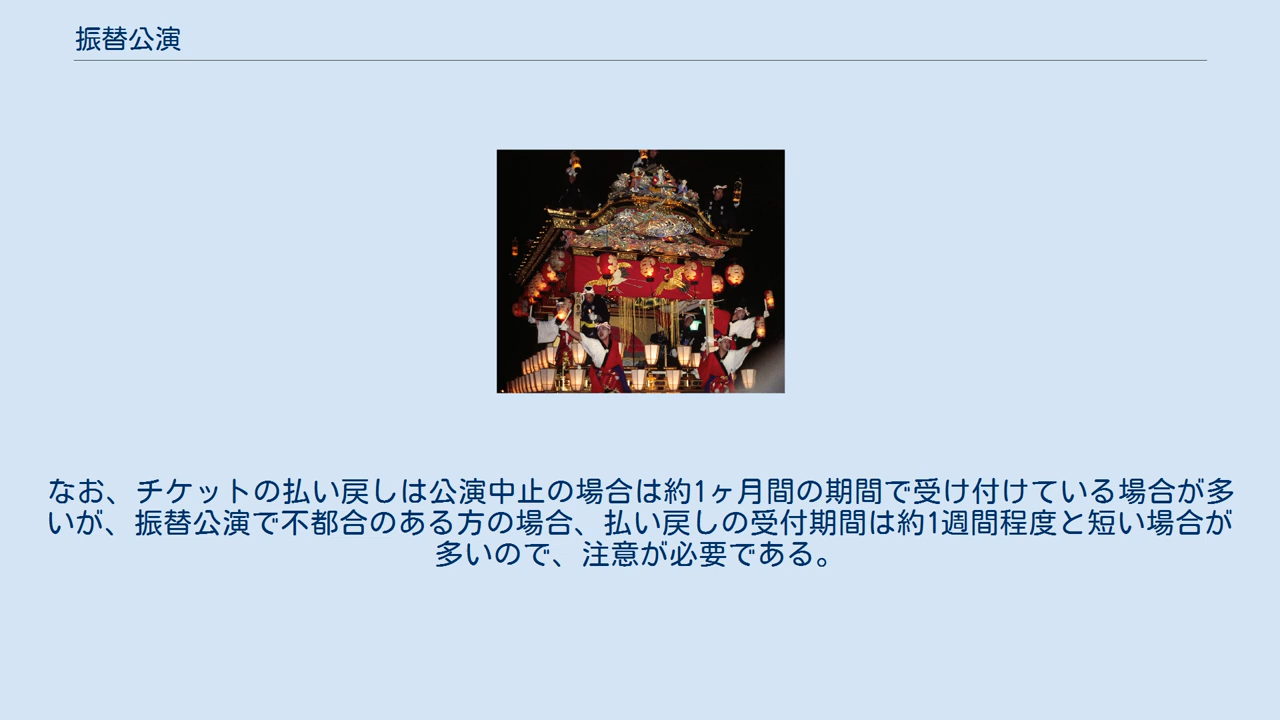 振替公演
なお、チケットの払い戻しは公演中止の場合は約1ヶ月間の期間で受け付けている場合が多
いが、振替公演で不都合のある方の場合、払い戻しの受付期間は約1週間程度と短い場合が
多いので、注意が必要である。